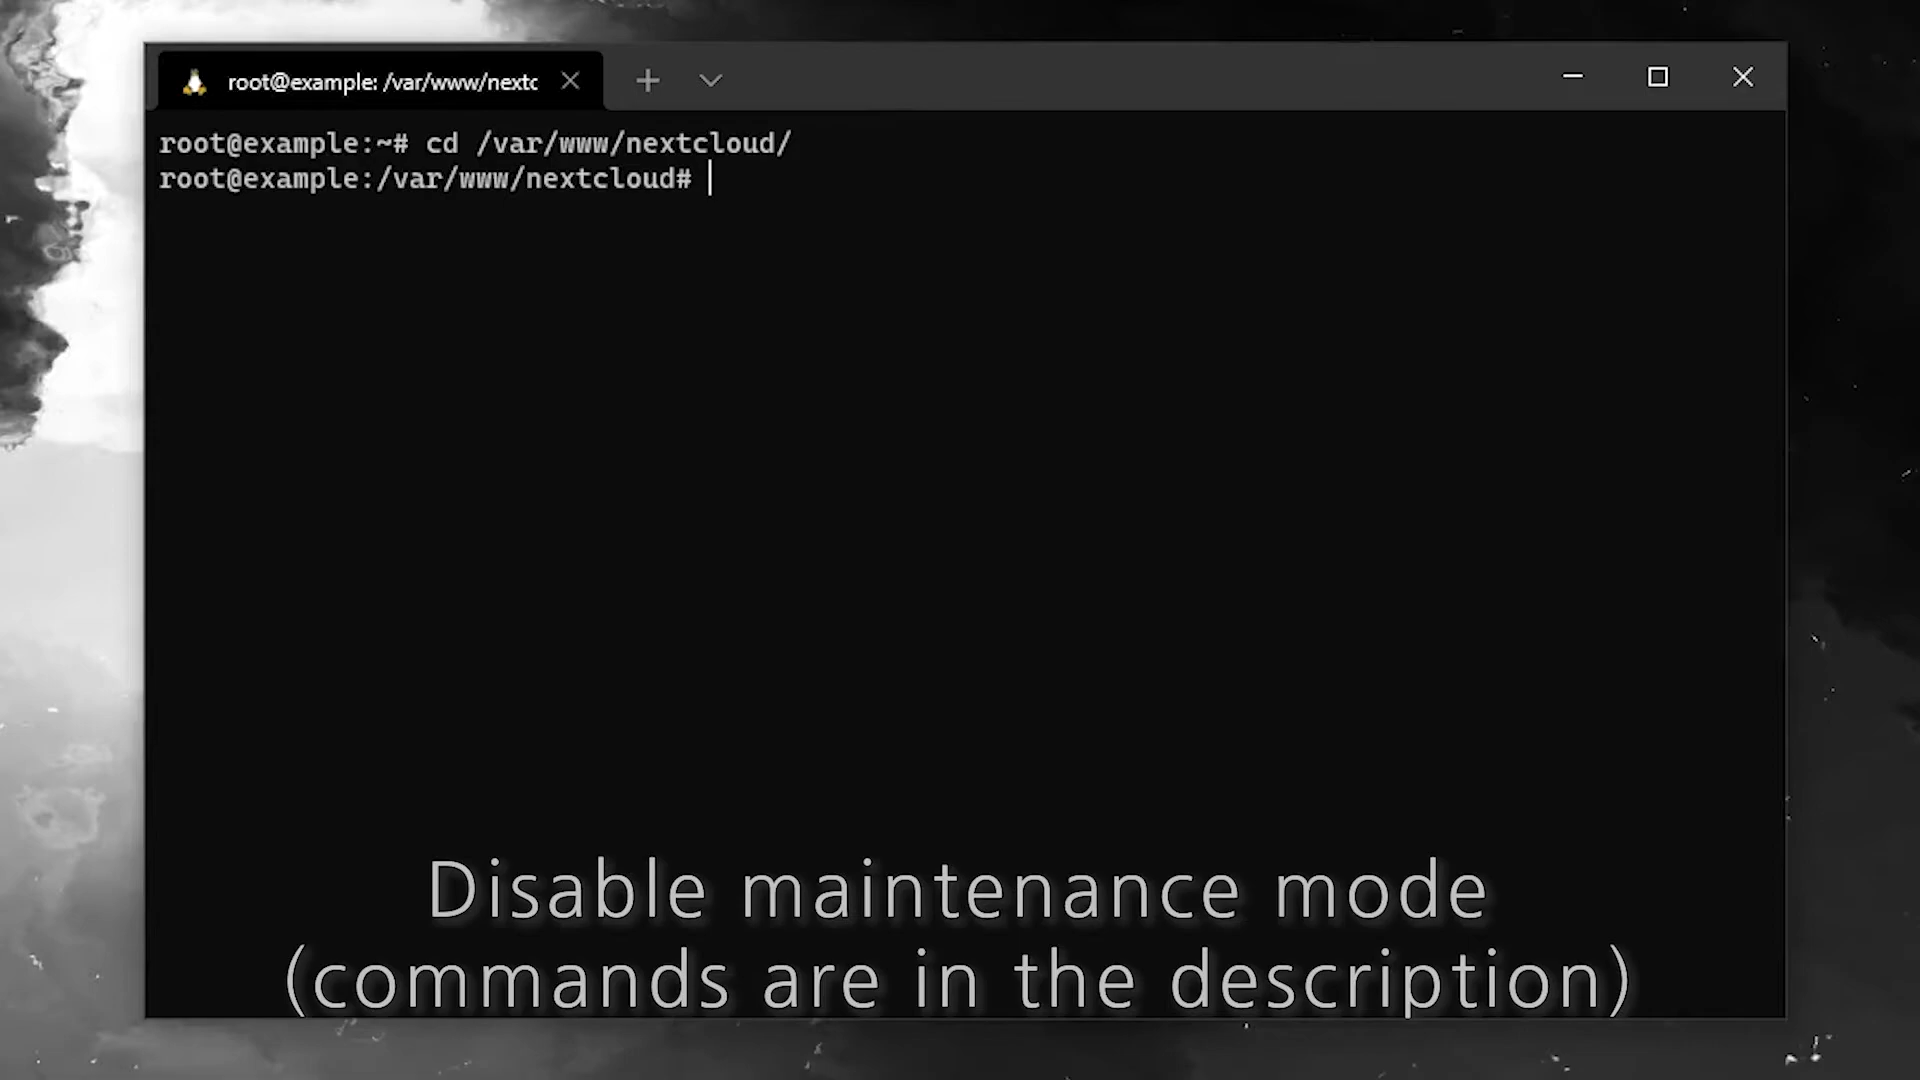 root@example: /var/www/nextc
root@example:~# cd /var/www/nextcloud/
root@example:/var/www/nextcloud#
Disable maintenance mode
(commands are in the description)